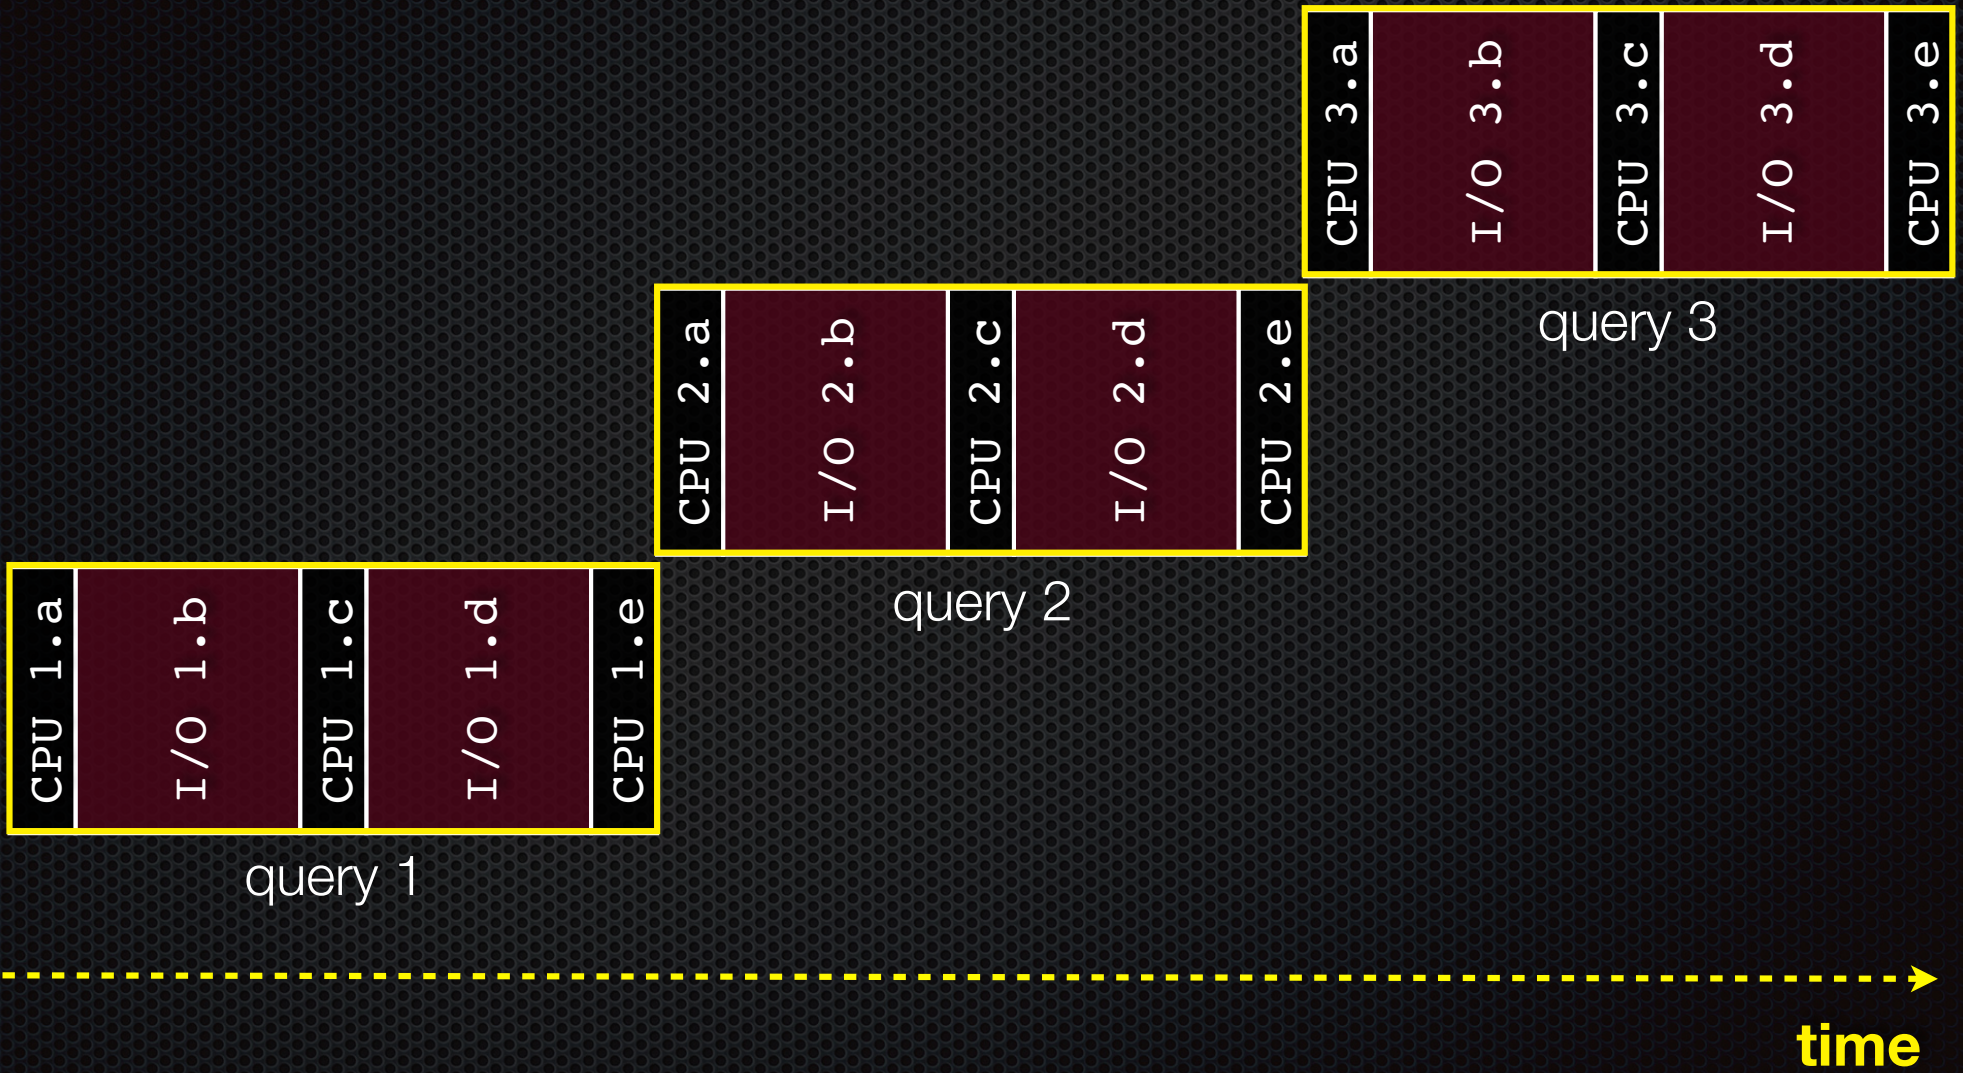 CPU 3.a
I/O 3.b
CPU 3.c
I/O 3.d
CPU 3.e
query 3
CPU 2.a
I/O 2.b
CPU 2.c
I/O 2.d
CPU 2.e
query 2
CPU 1.a
I/O 1.b
CPU 1.c
I/O 1.d
CPU 1.e
query 1
time